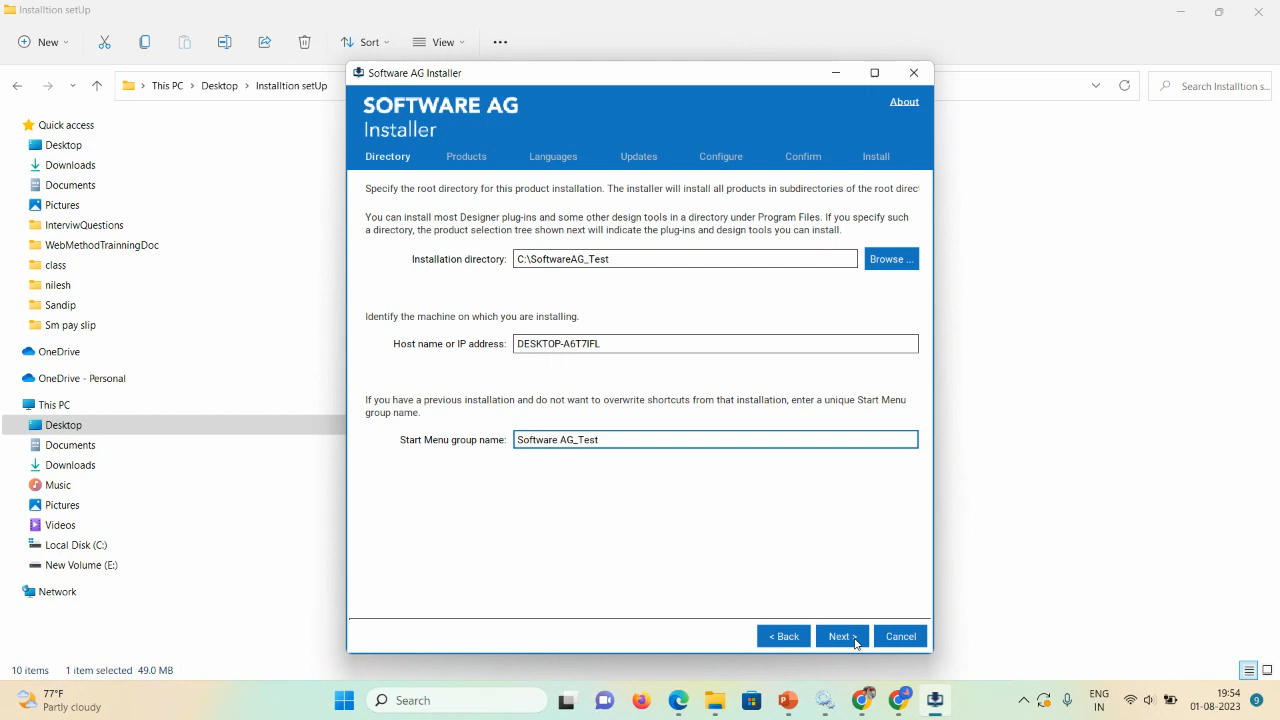 Installtion setUp
New
Sort
View
This PC > Desktop > Installtion setUp
Search Installtion s...
Quick access
Desktop
Downloads
Documents
Pictures
InterviwQuestions
WebMethodTrainningDoc
class
nilesh
Sandip
Sm pay slip
OneDrive
OneDrive - Personal
This PC
Desktop
Documents
Downloads
Music
Pictures
Videos
Local Disk (C:)
New Volume (E:)
Network
10 items 1 item selected 49.0 MB
Software AG Installer
SOFTWARE AG
Installer
About
Directory Products Languages Updates Configure Confirm Install
Specify the root directory for this product installation. The installer will install all products in subdirectories of the root direct
You can install most Designer plug-ins and some other design tools in a directory under Program Files. If you specify such
a directory, the product selection tree shown next will indicate the plug-ins and design tools you can install.
Installation directory: C:\SoftwareAG_Test Browse ...
Identify the machine on which you are installing.
Host name or IP address: DESKTOP-A6T7IFL
If you have a previous installation and do not want to overwrite shortcuts from that installation, enter a unique Start Menu
group name.
Start Menu group name: Software AG_Test
< Back Next > Cancel
77°F
Partly cloudy
Search
ENG
IN
19:54
01-08-2023
9